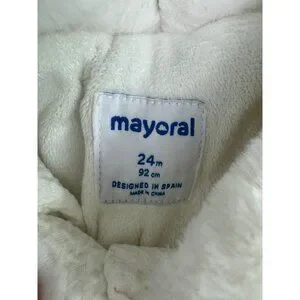 mayoral
24m
92 cm
DESIGNED IN SPAIN
MADE IN CHINA